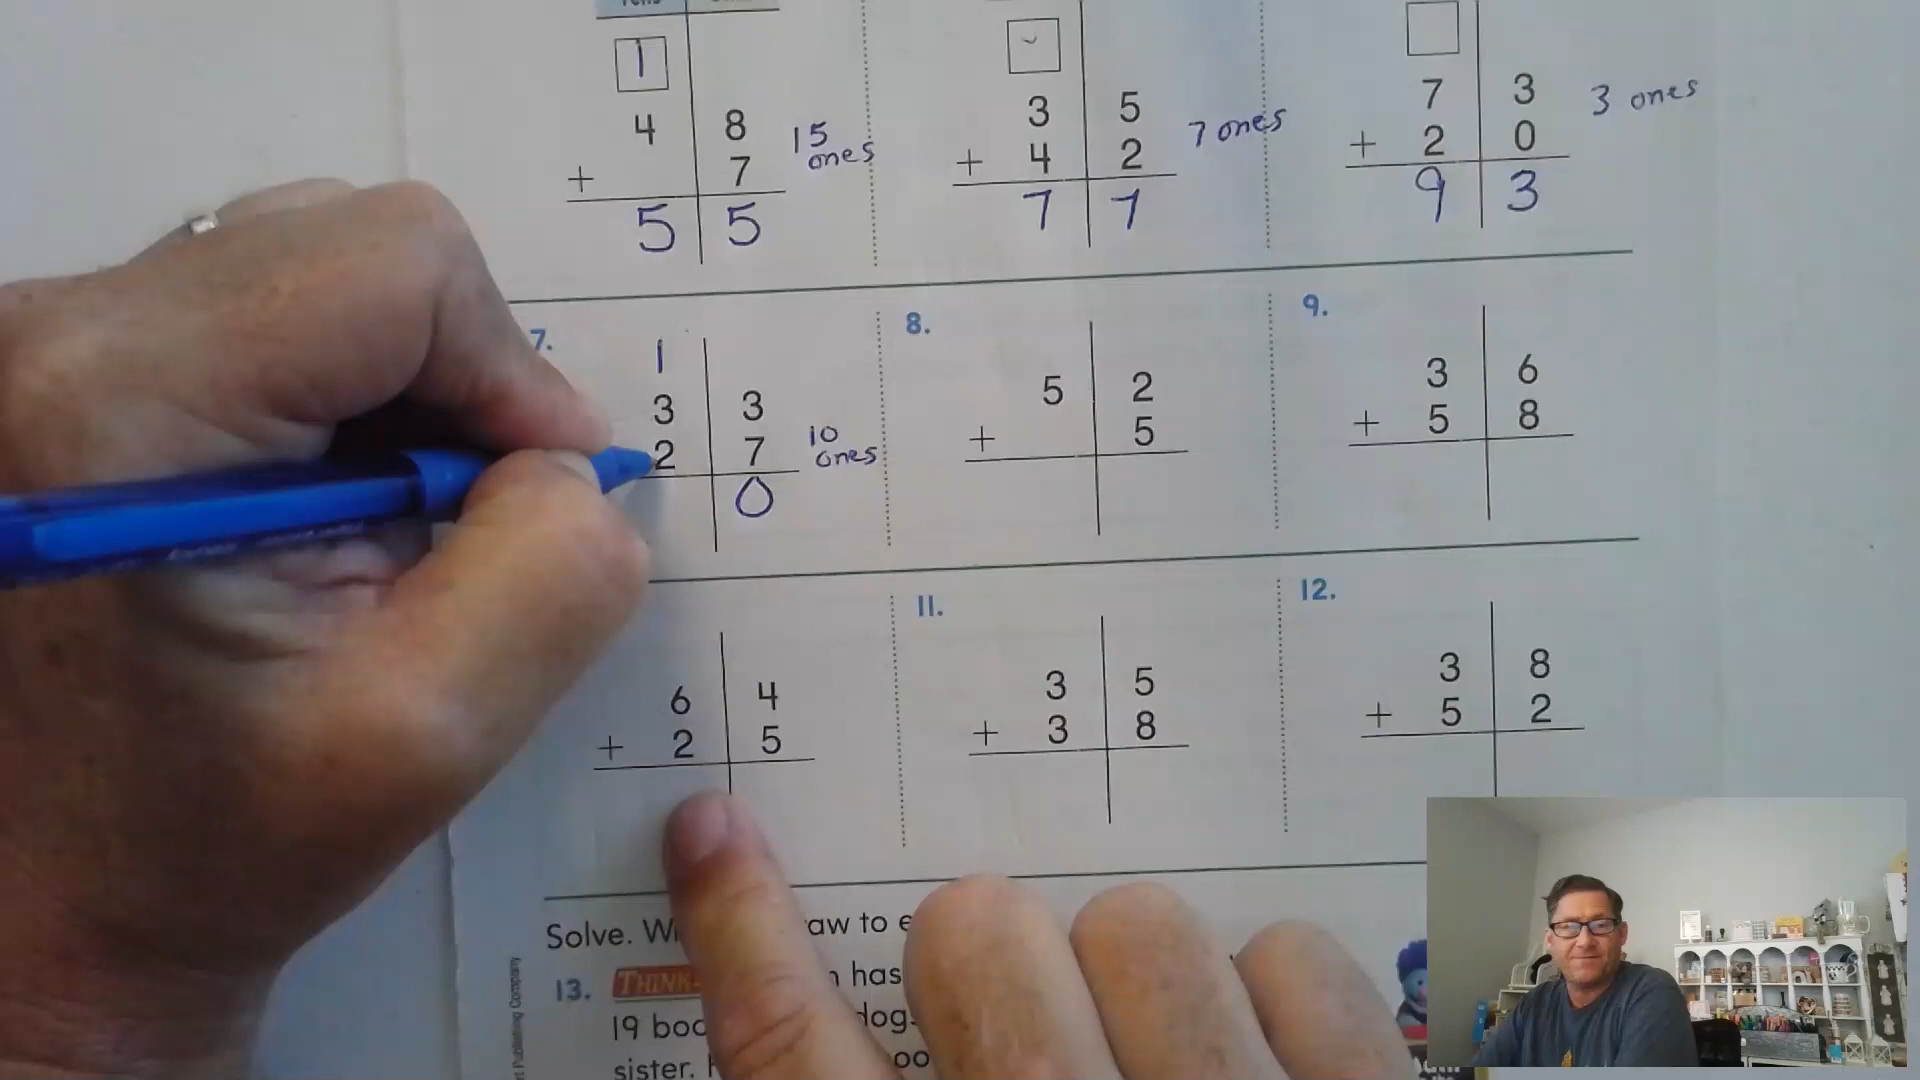 1
4 8
+ 7
15 ones
5 5
3 5
+ 4 2
7 ones
7 7
7 3
+ 2 0
3 ones
9 3
7.
1
3 3
2 7
10 ones
0
8.
5 2
+ 5
9.
3 6
+ 5 8
6 4
+ 2 5
11.
3 5
+ 3 8
12.
3 8
+ 5 2
Solve.
13. has
19
sister.
Publishing Company